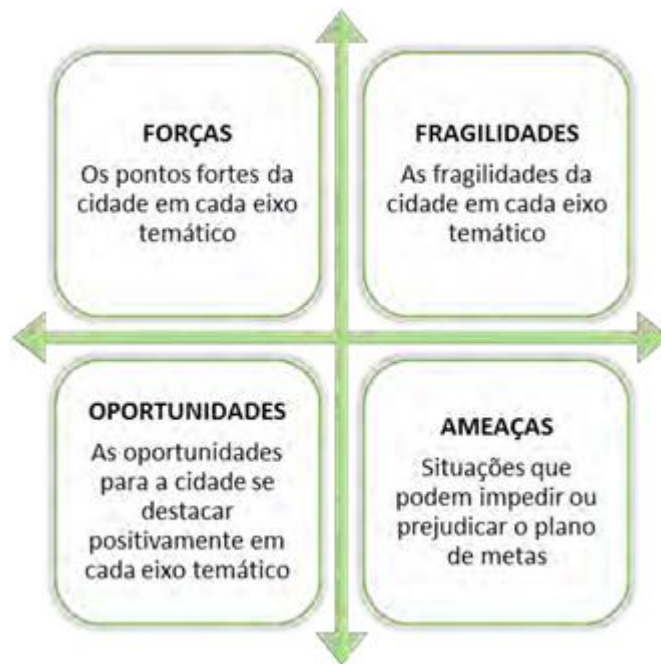 FORÇAS
Os pontos fortes da
cidade em cada eixo
temático
FRAGILIDADES
As fragilidades da
cidade em cada eixo
temático
OPORTUNIDADES
As oportunidades
para a cidade se
destacar
positivamente em
cada eixo temático
AMEAÇAS
Situações que
podem impedir ou
prejudicar o plano
de metas